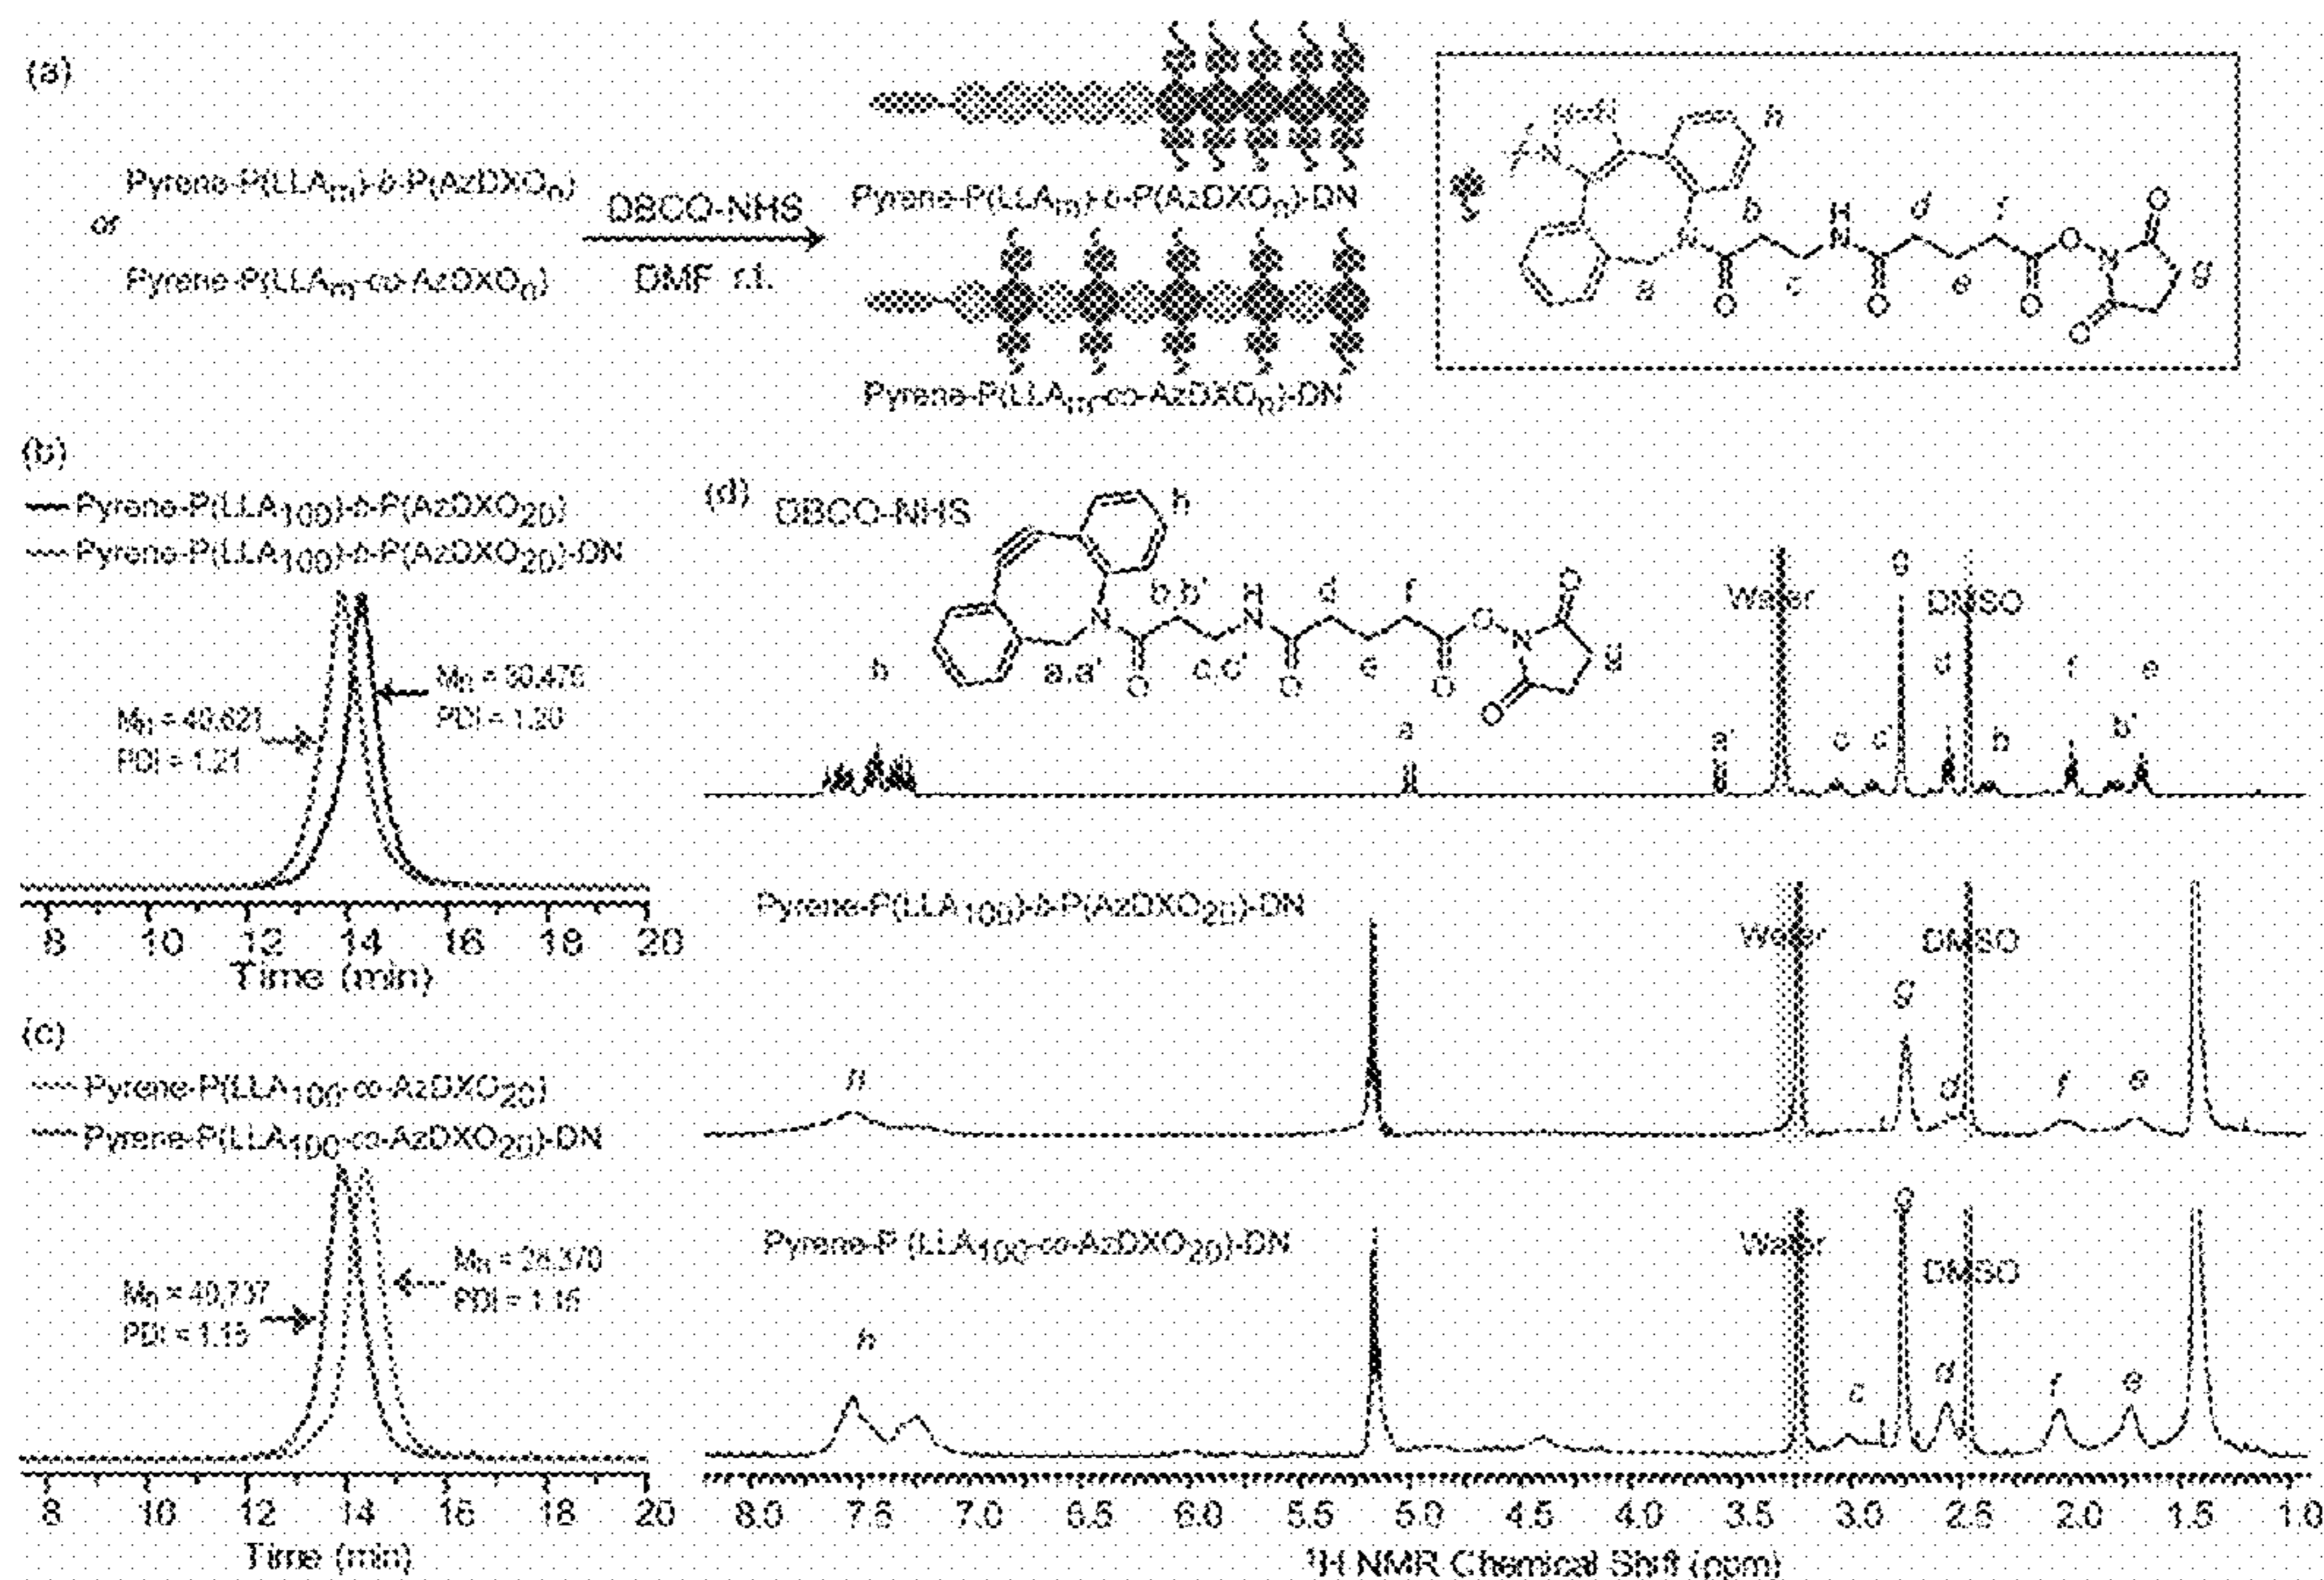 (a)
Pyrene-P(LLAm)-b-P(AzDXOn)
or
Pyrene-P(LLAm-co-AzDXOn)
DBCO-NHS
DMF r.t.
Pyrene-P(LLAm)-b-P(AzDXOn)-DN
Pyrene-P(LLAm-co-AzDXOn)-DN
N=N
N
h
N
b
H
N
d
f
O
N
O
g
a
O
c
O
e
O
O
(b)
Pyrene-P(LLA100)-b-P(AzDXO20)
Pyrene-P(LLA100)-b-P(AzDXO20)-DN
PDI = 1.20
PDI = 1.21
8 10 12 14 16 18 20
Time (min)
(c)
Pyrene-P(LLA100-co-AzDXO20)
Pyrene-P(LLA100-co-AzDXO20)-DN
Mn = 40,737
PDI = 1.15
8 10 12 14 16 18 20
Time (min)
(d) DBCO-NHS
h
N
b,b'
H
N
d
f
O
N
O
g
h
a,a'
O
c,c'
O
e
O
O
a
a'
Water
c
c'
g
d
DMSO
b
f
b'
e
Pyrene-P(LLA100)-b-P(AzDXO20)-DN
h
Water
g
d
DMSO
f
e
Pyrene-P (LLA100-co-AzDXO20)-DN
h
Water
c
g
d
DMSO
f
e
8.0 7.5 7.0 6.5 6.0 5.5 5.0 4.5 4.0 3.5 3.0 2.5 2.0 1.5 1.0
1H NMR Chemical Shift (ppm)